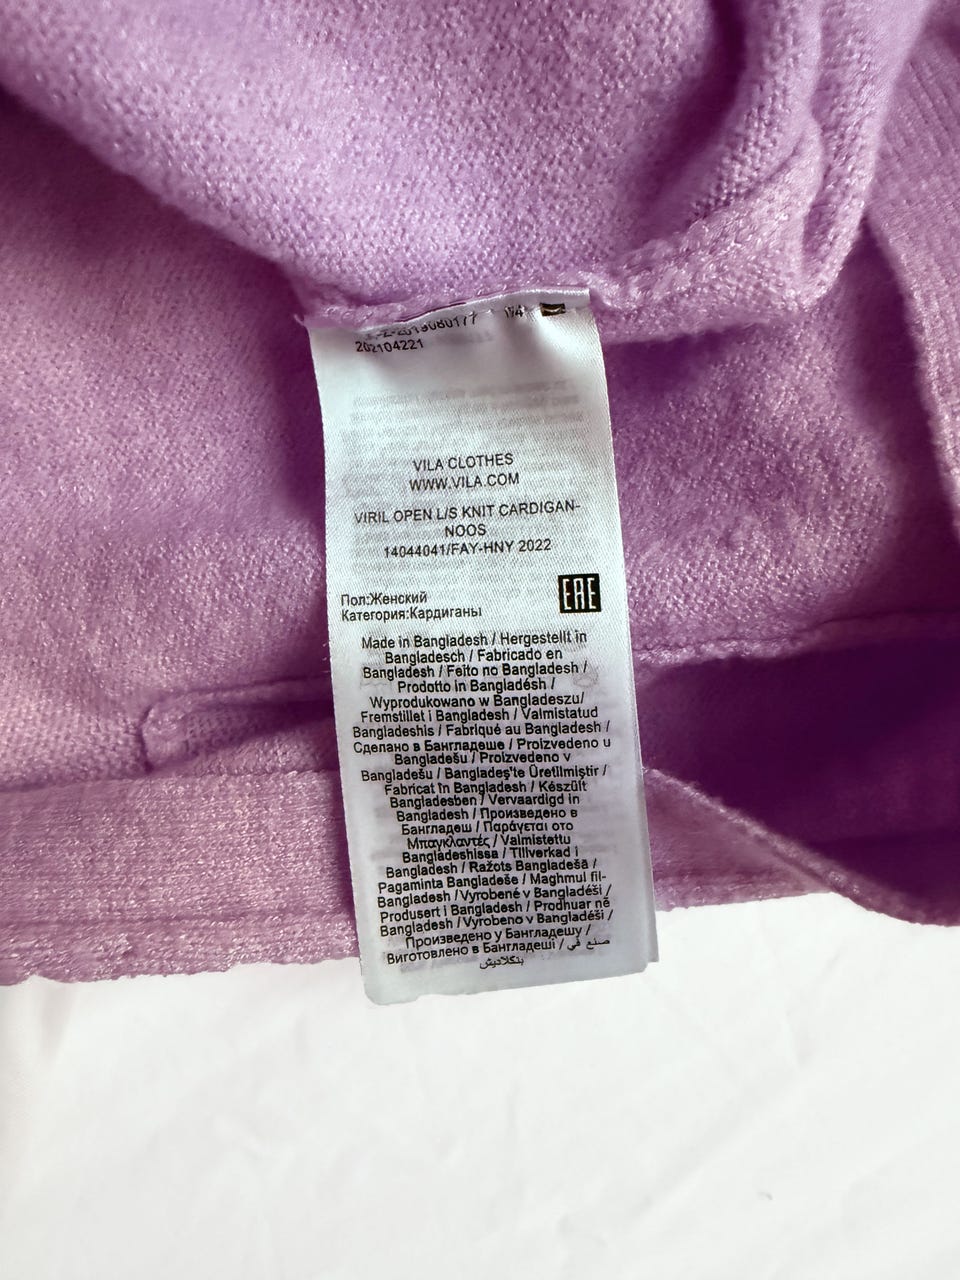 202104221
VILA CLOTHES
WWW.VILA.COM
VIRIL OPEN L/S KNIT CARDIGAN-
NOOS
14044041/FAY-HNY 2022
EAC
Пол:Женский
Категория:Кардиганы
Made in Bangladesh / Hergestellt in
Bangladesch / Fabricado en
Bangladesh / Feito no Bangladesh /
Prodotto in Bangladésh /
Wyprodukowano w Bangladeszu/
Fremstillet i Bangladesh / Valmistatud
Bangladeshis / Fabriqué au Bangladesh /
Сделано в Бангладеше / Proizvedeno u
Bangladešu / Proizvedeno v
Bangladešu / Bangladeş'te Üretilmiştir /
Fabricat în Bangladesh / Készült
Bangladesben / Vervaardigd in
Bangladesh / Произведено в
Бангладеш / Παράγεται στο
Μπαγκλαντές / Valmistettu
Bangladeshissa / Tillverkad i
Bangladesh / Ražots Bangladešā /
Pagaminta Bangladeše / Maghmul fil-
Bangladesh / Vyrobené v Bangladéši /
Produsert i Bangladesh / Prodhuar në
Bangladesh / Vyrobeno v Bangladéši /
Произведено у Бангладешу /
Виготовлено в Бангладеші / صنع في
بنكلاديش